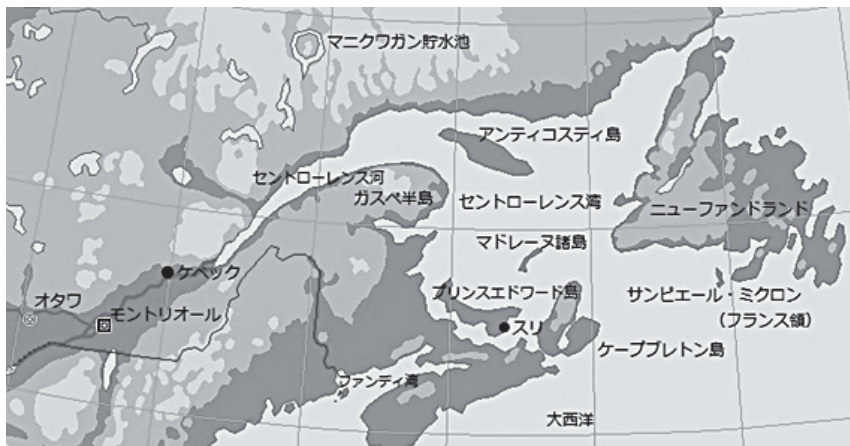 マニクワガン貯水池
アンティコスティ島
セントローレンス河
ガスペ半島
セントローレンス湾
ニューファンドランド
マドレーヌ諸島
ケベック
オタワ
モントリオール
プリンスエドワード島
サンピエール・ミクロン
（フランス領）
スリ
ケープブレトン島
ファンディ湾
大西洋